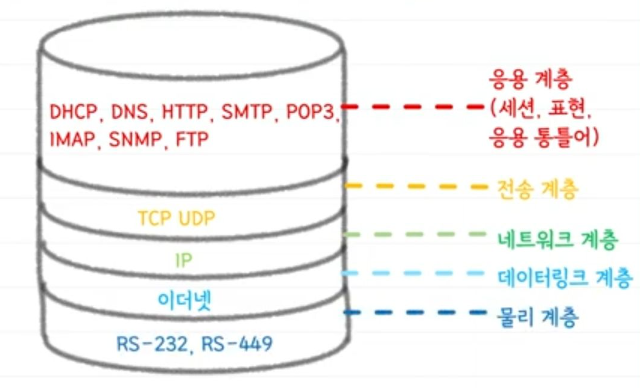 DHCP, DNS, HTTP, SMTP, POP3,
IMAP, SNMP, FTP
응용 계층
(세션, 표현,
응용 통틀어)
TCP UDP
전송 계층
IP
네트워크 계층
이더넷
데이터링크 계층
RS-232, RS-449
물리 계층